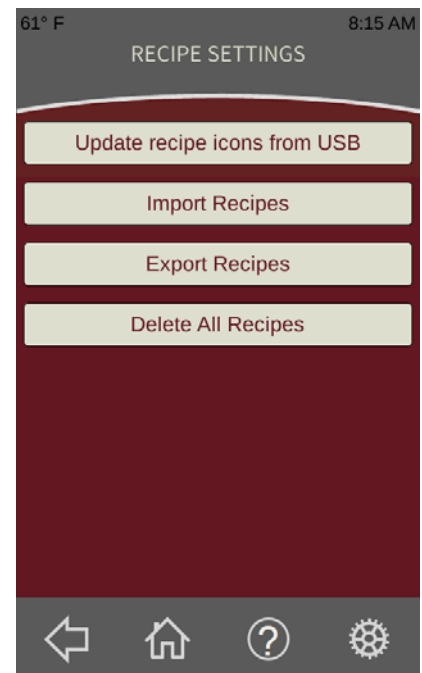 61° F 8:15 AM
RECIPE SETTINGS
Update recipe icons from USB
Import Recipes
Export Recipes
Delete All Recipes
?